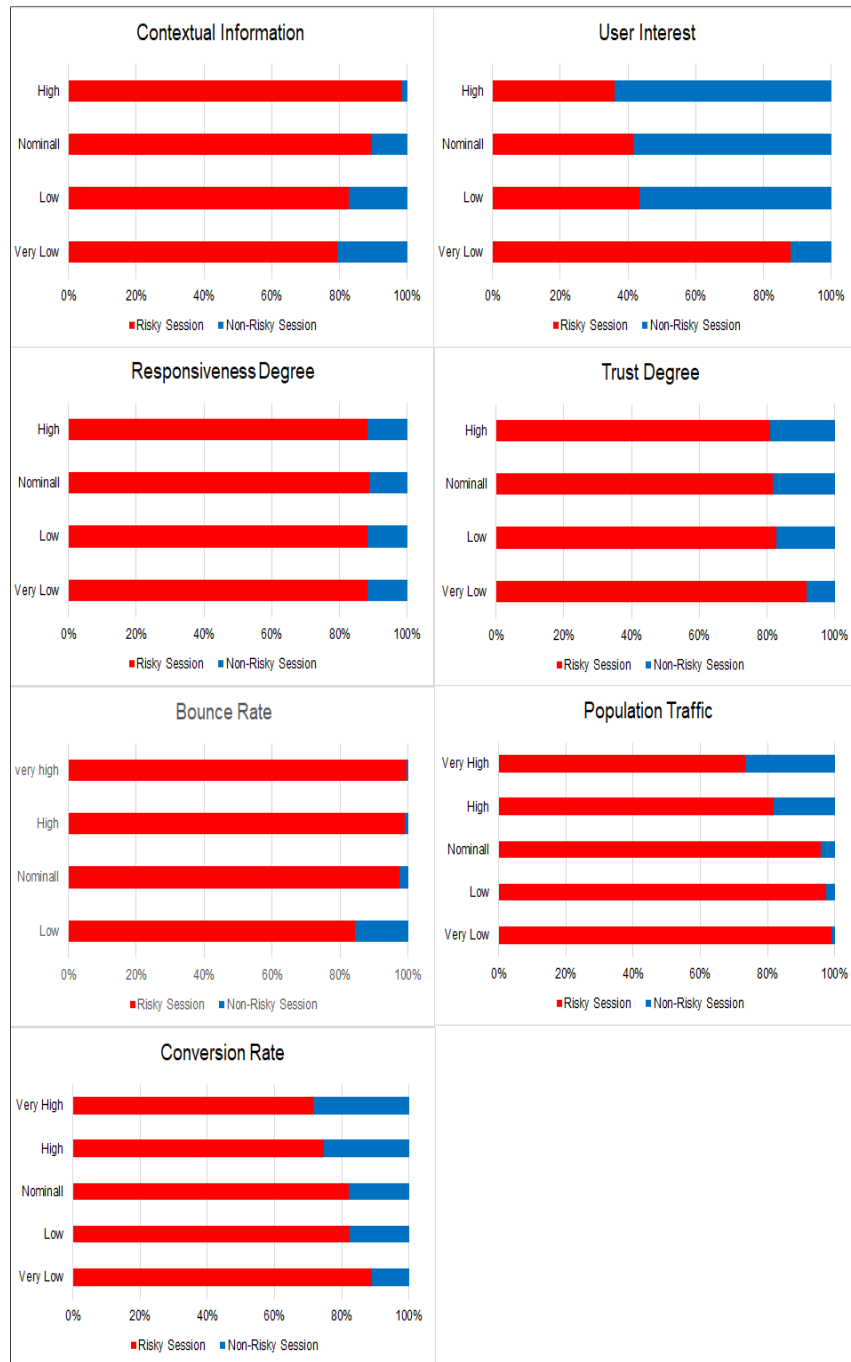 Contextual Information
High
Nominall
Low
Very Low
0% 20% 40% 60% 80% 100%
Risky Session Non-Risky Session
User Interest
High
Nominall
Low
Very Low
0% 20% 40% 60% 80% 100%
Risky Session Non-Risky Session
Responsiveness Degree
High
Nominall
Low
Very Low
0% 20% 40% 60% 80% 100%
Risky Session Non-Risky Session
Trust Degree
High
Nominall
Low
Very Low
0% 20% 40% 60% 80% 100%
Risky Session Non-Risky Session
Bounce Rate
very high
High
Nominall
Low
0% 20% 40% 60% 80% 100%
Risky Session Non-Risky Session
Population Traffic
Very High
High
Nominall
Low
Very Low
0% 20% 40% 60% 80% 100%
Risky Session Non-Risky Session
Conversion Rate
Very High
High
Nominall
Low
Very Low
0% 20% 40% 60% 80% 100%
Risky Session Non-Risky Session